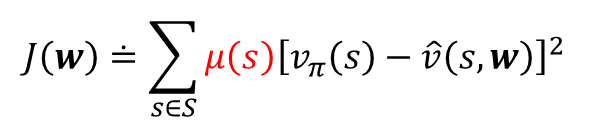 J(w) ≐ ∑_{s∈S} μ(s)[v_π(s) − v̂(s, w)]²